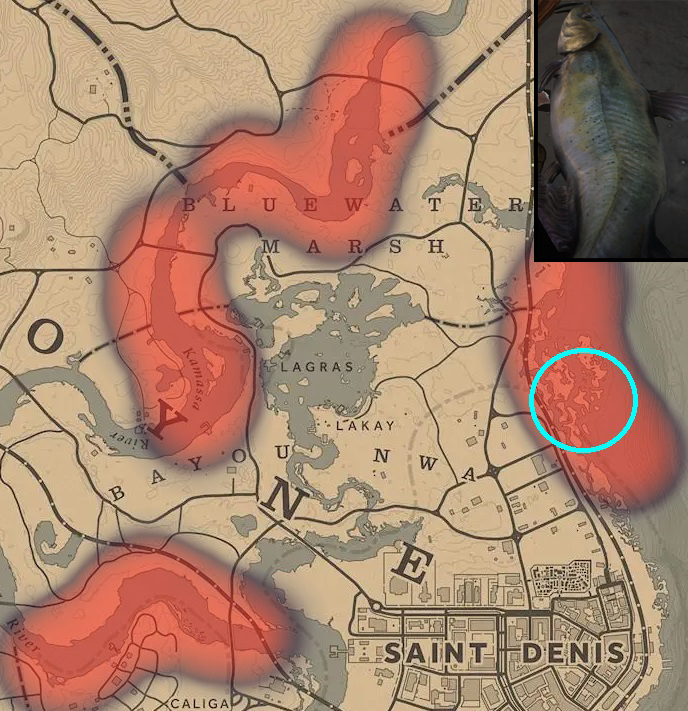 BLUEWATER
MARSH
O
LAGRAS
Kamassa
Y
River
LAKAY
BAYOU NWA
N
E
River
SAINT DENIS
CALIGA